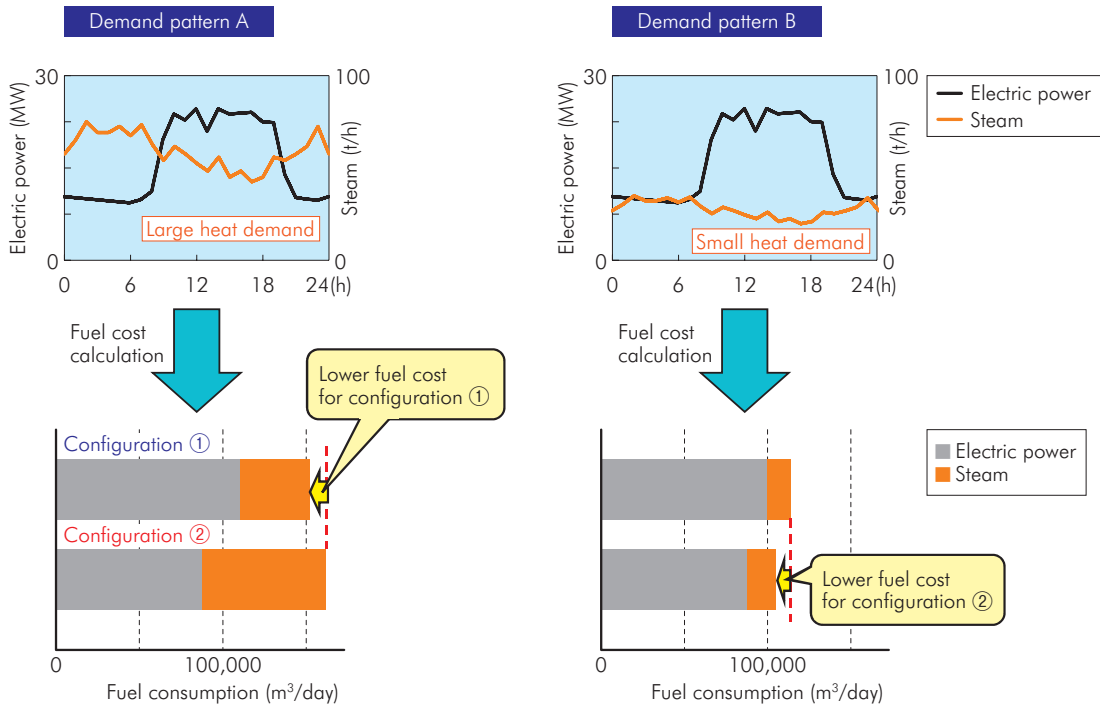 Demand pattern A
30
100
Electric power (MW)
Steam (t/h)
Large heat demand
0
0
0
6
12
18
24(h)
Fuel cost
calculation
Lower fuel cost
for configuration ①
Configuration ①
Configuration ②
0
100,000
Fuel consumption (m³/day)
Demand pattern B
30
100
Electric power (MW)
Steam (t/h)
Electric power
Steam
Small heat demand
0
0
0
6
12
18
24(h)
Fuel cost
calculation
Electric power
Steam
Lower fuel cost
for configuration ②
0
100,000
Fuel consumption (m³/day)